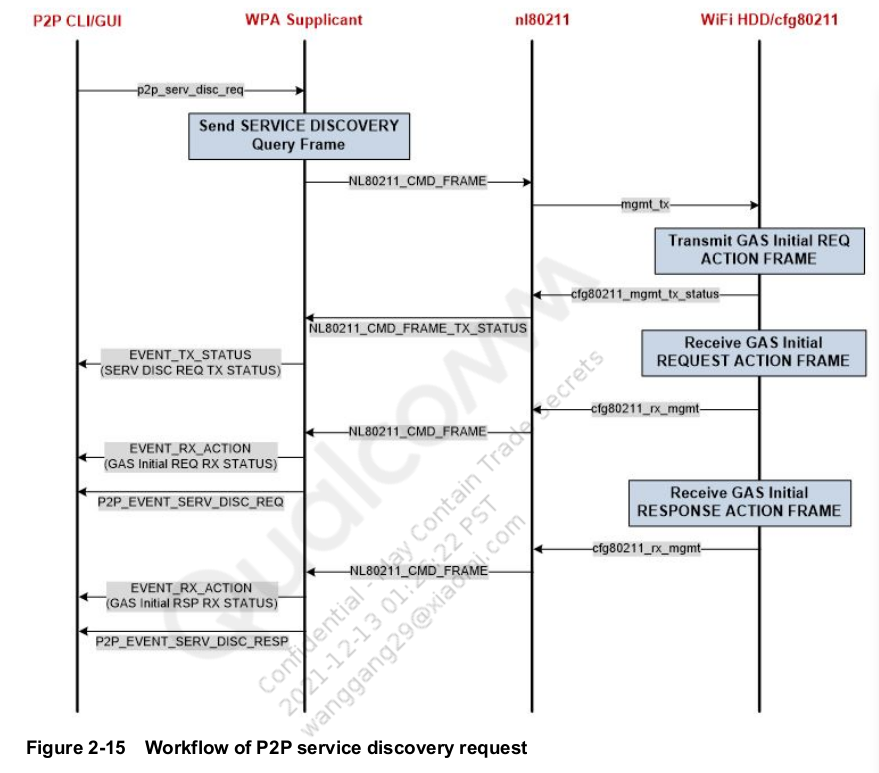 P2P CLI/GUI WPA Supplicant nl80211 WiFi HDD/cfg80211
p2p_serv_disc_req
Send SERVICE DISCOVERY
Query Frame
NL80211_CMD_FRAME
mgmt_tx
Transmit GAS Initial REQ
ACTION FRAME
cfg80211_mgmt_tx_status
NL80211_CMD_FRAME_TX_STATUS
Receive GAS Initial
REQUEST ACTION FRAME
EVENT_TX_STATUS
(SERV DISC REQ TX STATUS)
cfg80211_rx_mgmt
NL80211_CMD_FRAME
EVENT_RX_ACTION
(GAS Initial REQ RX STATUS)
P2P_EVENT_SERV_DISC_REQ
Receive GAS Initial
RESPONSE ACTION FRAME
cfg80211_rx_mgmt
NL80211_CMD_FRAME
EVENT_RX_ACTION
(GAS Initial RSP RX STATUS)
P2P_EVENT_SERV_DISC_RESP
Qualcomm
Confidential - May Contain Trade Secrets
2021-12-13 01:26:22 PST
wanggang29@xiaomi.com
Figure 2-15 Workflow of P2P service discovery request